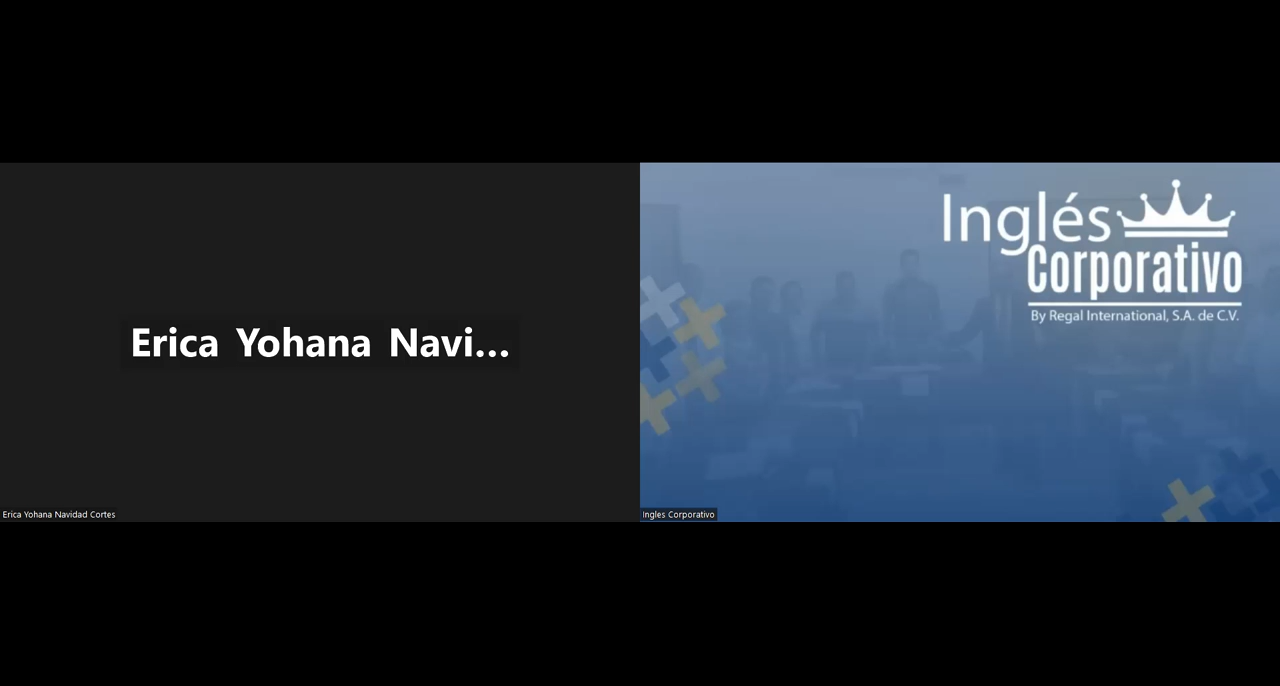 Erica Yohana Navi...
Erica Yohana Navidad Cortes
Inglés
Corporativo
By Regal International, S.A. de C.V.
Ingles Corporativo